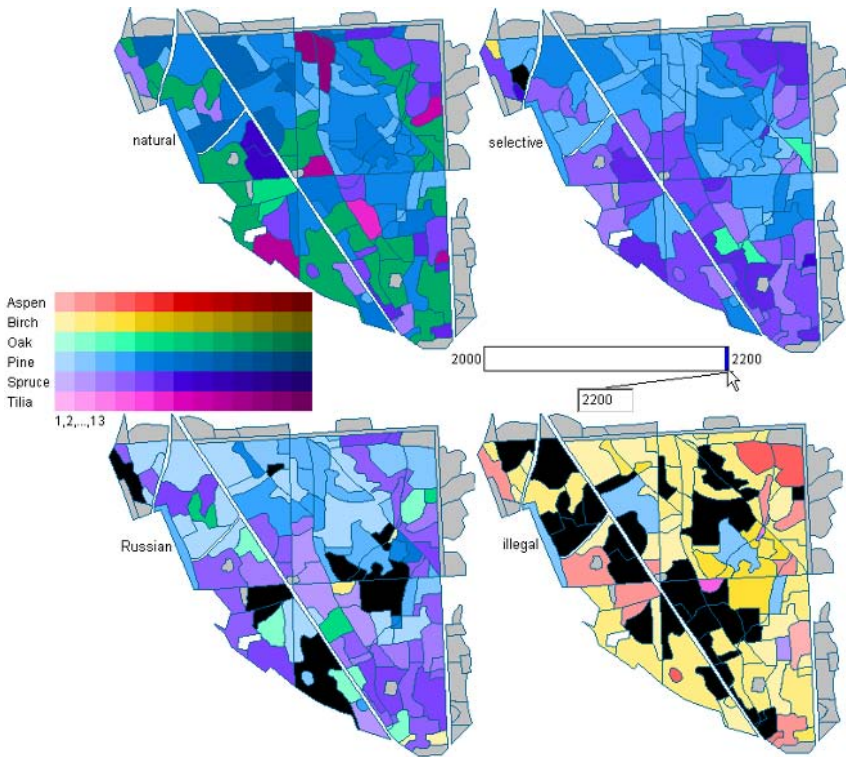 natural
selective
Aspen
Birch
Oak
Pine
Spruce
Tilia
1,2,...,13
2000
2200
2200
Russian
illegal